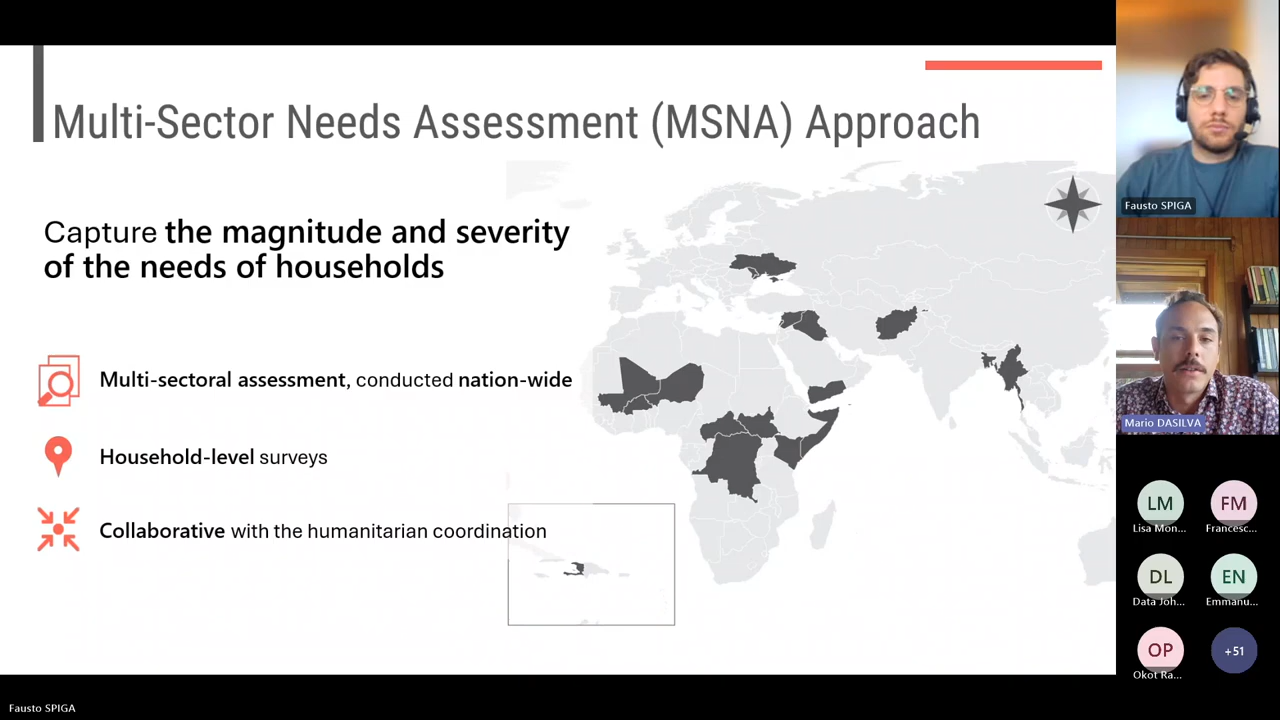 Multi-Sector Needs Assessment (MSNA) Approach
Capture the magnitude and severity
of the needs of households
Multi-sectoral assessment, conducted nation-wide
Household-level surveys
Collaborative with the humanitarian coordination
Fausto SPIGA
Mario DASILVA
LM
FM
Lisa Mon...
Francesc...
DL
EN
Data Joh...
Emmanu...
OP
+51
Okot Ra...
Fausto SPIGA